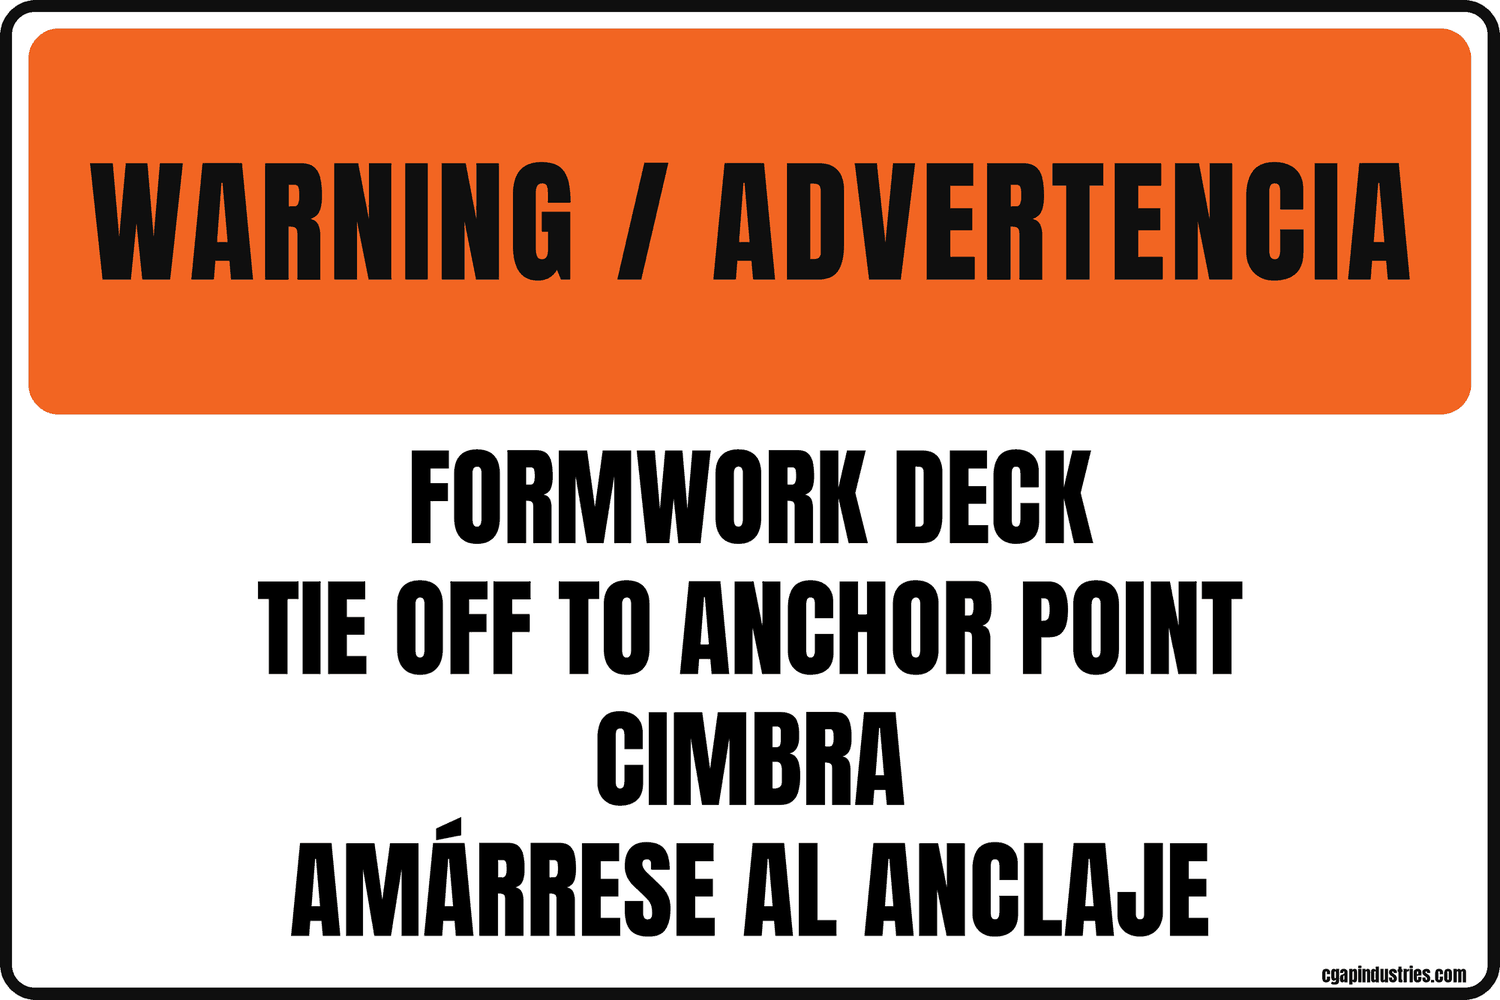 WARNING / ADVERTENCIA
FORMWORK DECK
TIE OFF TO ANCHOR POINT
CIMBRA
AMÁRRESE AL ANCLAJE
cgapindustries.com